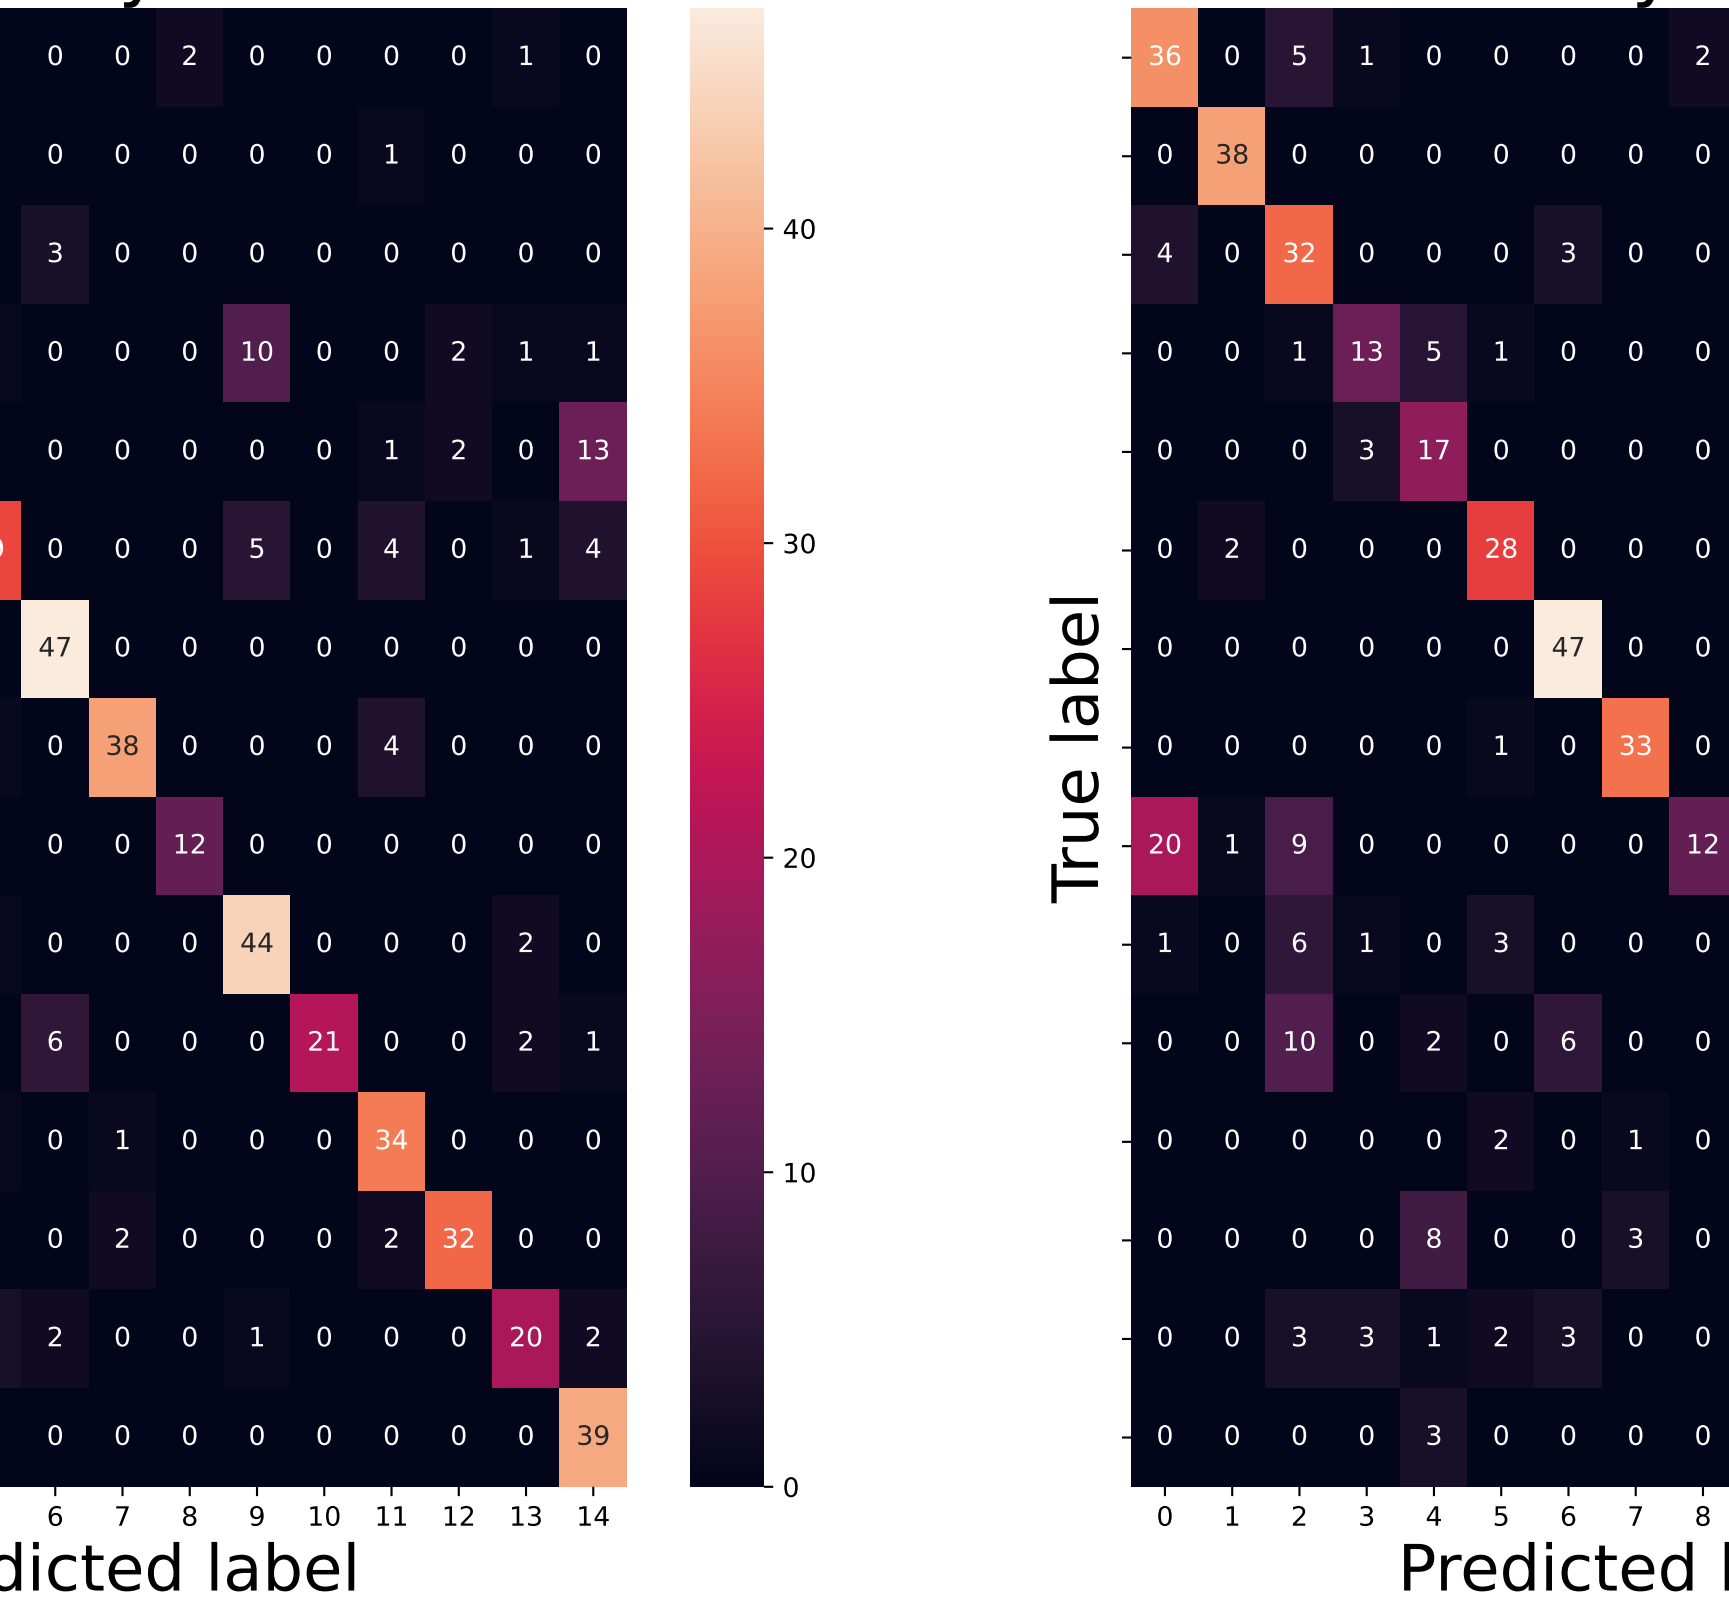 0 0 2 0 0 0 0 1 0
0 0 0 0 0 1 0 0 0
3 0 0 0 0 0 0 0 0
0 0 0 10 0 0 2 1 1
0 0 0 0 0 1 2 0 13
0 0 0 5 0 4 0 1 4
47 0 0 0 0 0 0 0 0
0 38 0 0 0 4 0 0 0
0 0 12 0 0 0 0 0 0
0 0 0 44 0 0 0 2 0
6 0 0 0 21 0 0 2 1
0 1 0 0 0 34 0 0 0
0 2 0 0 0 2 32 0 0
2 0 0 1 0 0 0 20 2
0 0 0 0 0 0 0 0 39
6 7 8 9 10 11 12 13 14
dicted label
40
30
20
10
0
True label
36 0 5 1 0 0 0 0 2
0 38 0 0 0 0 0 0 0
4 0 32 0 0 0 3 0 0
0 0 1 13 5 1 0 0 0
0 0 0 3 17 0 0 0 0
0 2 0 0 0 28 0 0 0
0 0 0 0 0 0 47 0 0
0 0 0 0 0 1 0 33 0
20 1 9 0 0 0 0 0 12
1 0 6 1 0 3 0 0 0
0 0 10 0 2 0 6 0 0
0 0 0 0 0 2 0 1 0
0 0 0 0 8 0 0 3 0
0 0 3 3 1 2 3 0 0
0 0 0 0 3 0 0 0 0
0 1 2 3 4 5 6 7 8
Predicted